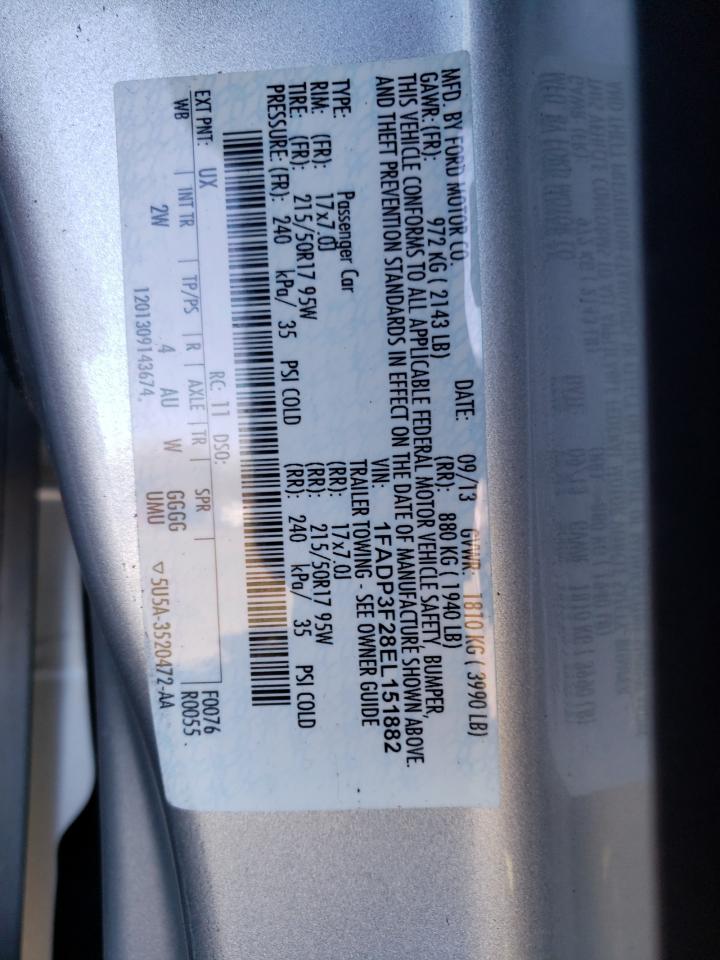 MFD. BY FORD MOTOR CO.
DATE: 09/13 GVWR: 1810 KG ( 3990 LB)
GAWR: (FR): 972 KG ( 2143 LB) (RR): 880 KG ( 1940 LB)
THIS VEHICLE CONFORMS TO ALL APPLICABLE FEDERAL MOTOR VEHICLE SAFETY, BUMPER,
AND THEFT PREVENTION STANDARDS IN EFFECT ON THE DATE OF MANUFACTURE SHOWN ABOVE.
VIN: 1FADP3F28EL151882
TYPE: Passenger Car TRAILER TOWING - SEE OWNER GUIDE
RIM: (FR): 17x7.0J (RR): 17x7.0J
TIRE: (FR): 215/50R17 95W (RR): 215/50R17 95W
PRESSURE: (FR): 240 kPa/ 35 PSI COLD (RR): 240 kPa/ 35 PSI COLD
EXT PNT: UX RC: 11 DSO: F0076
WB | INT TR | TP/PS | R | AXLE | TR | SPR | R0055
2W 4 AU W GGGG
UMU
1201309143674 ▽5U5A-3520472-AA